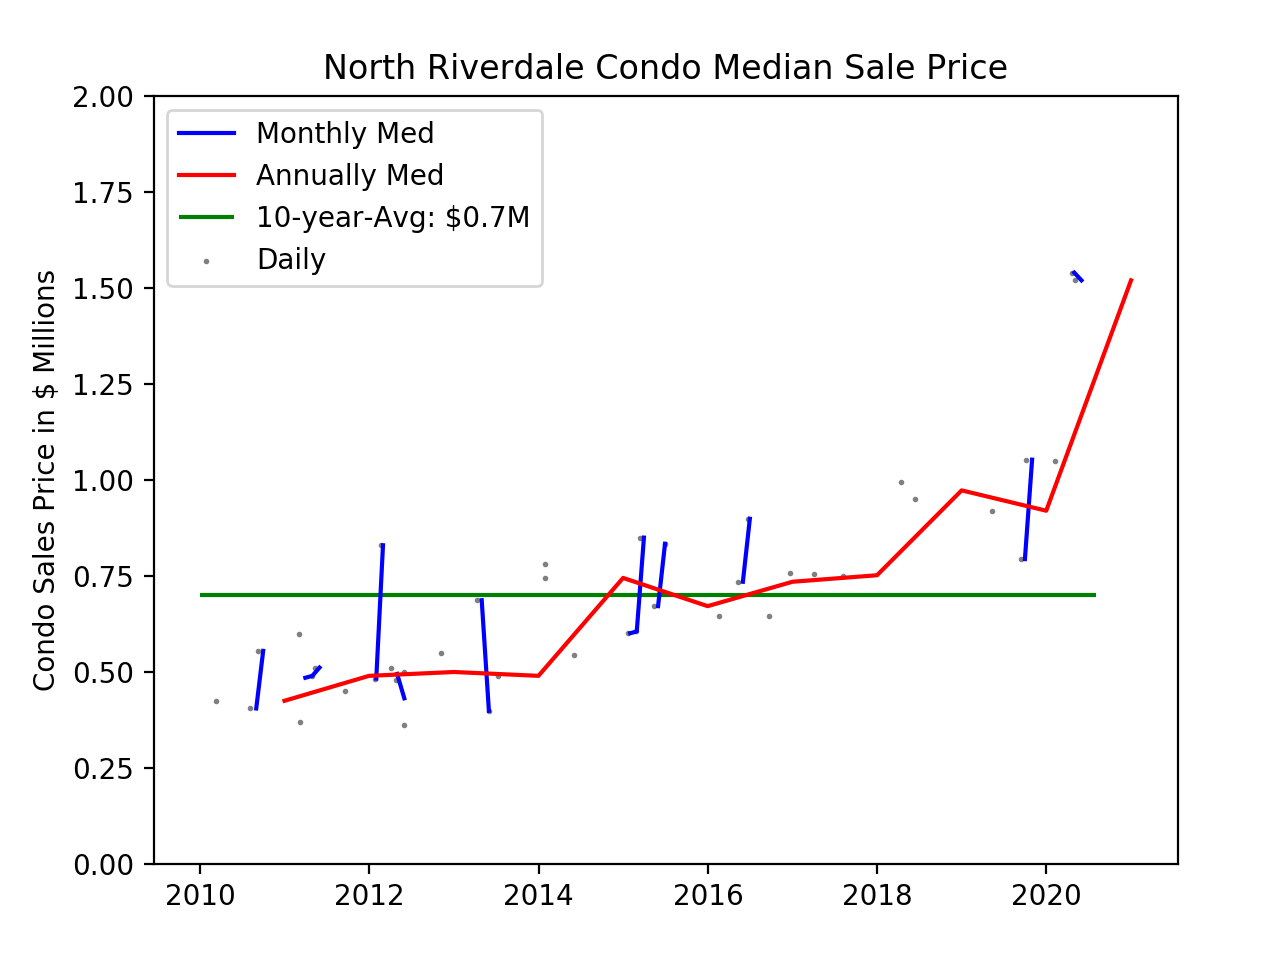 North Riverdale Condo Median Sale Price
2.00
1.75
1.50
1.25
1.00
0.75
0.50
0.25
0.00
Condo Sales Price in $ Millions
Monthly Med
Annually Med
10-year-Avg: $0.7M
Daily
2010 2012 2014 2016 2018 2020